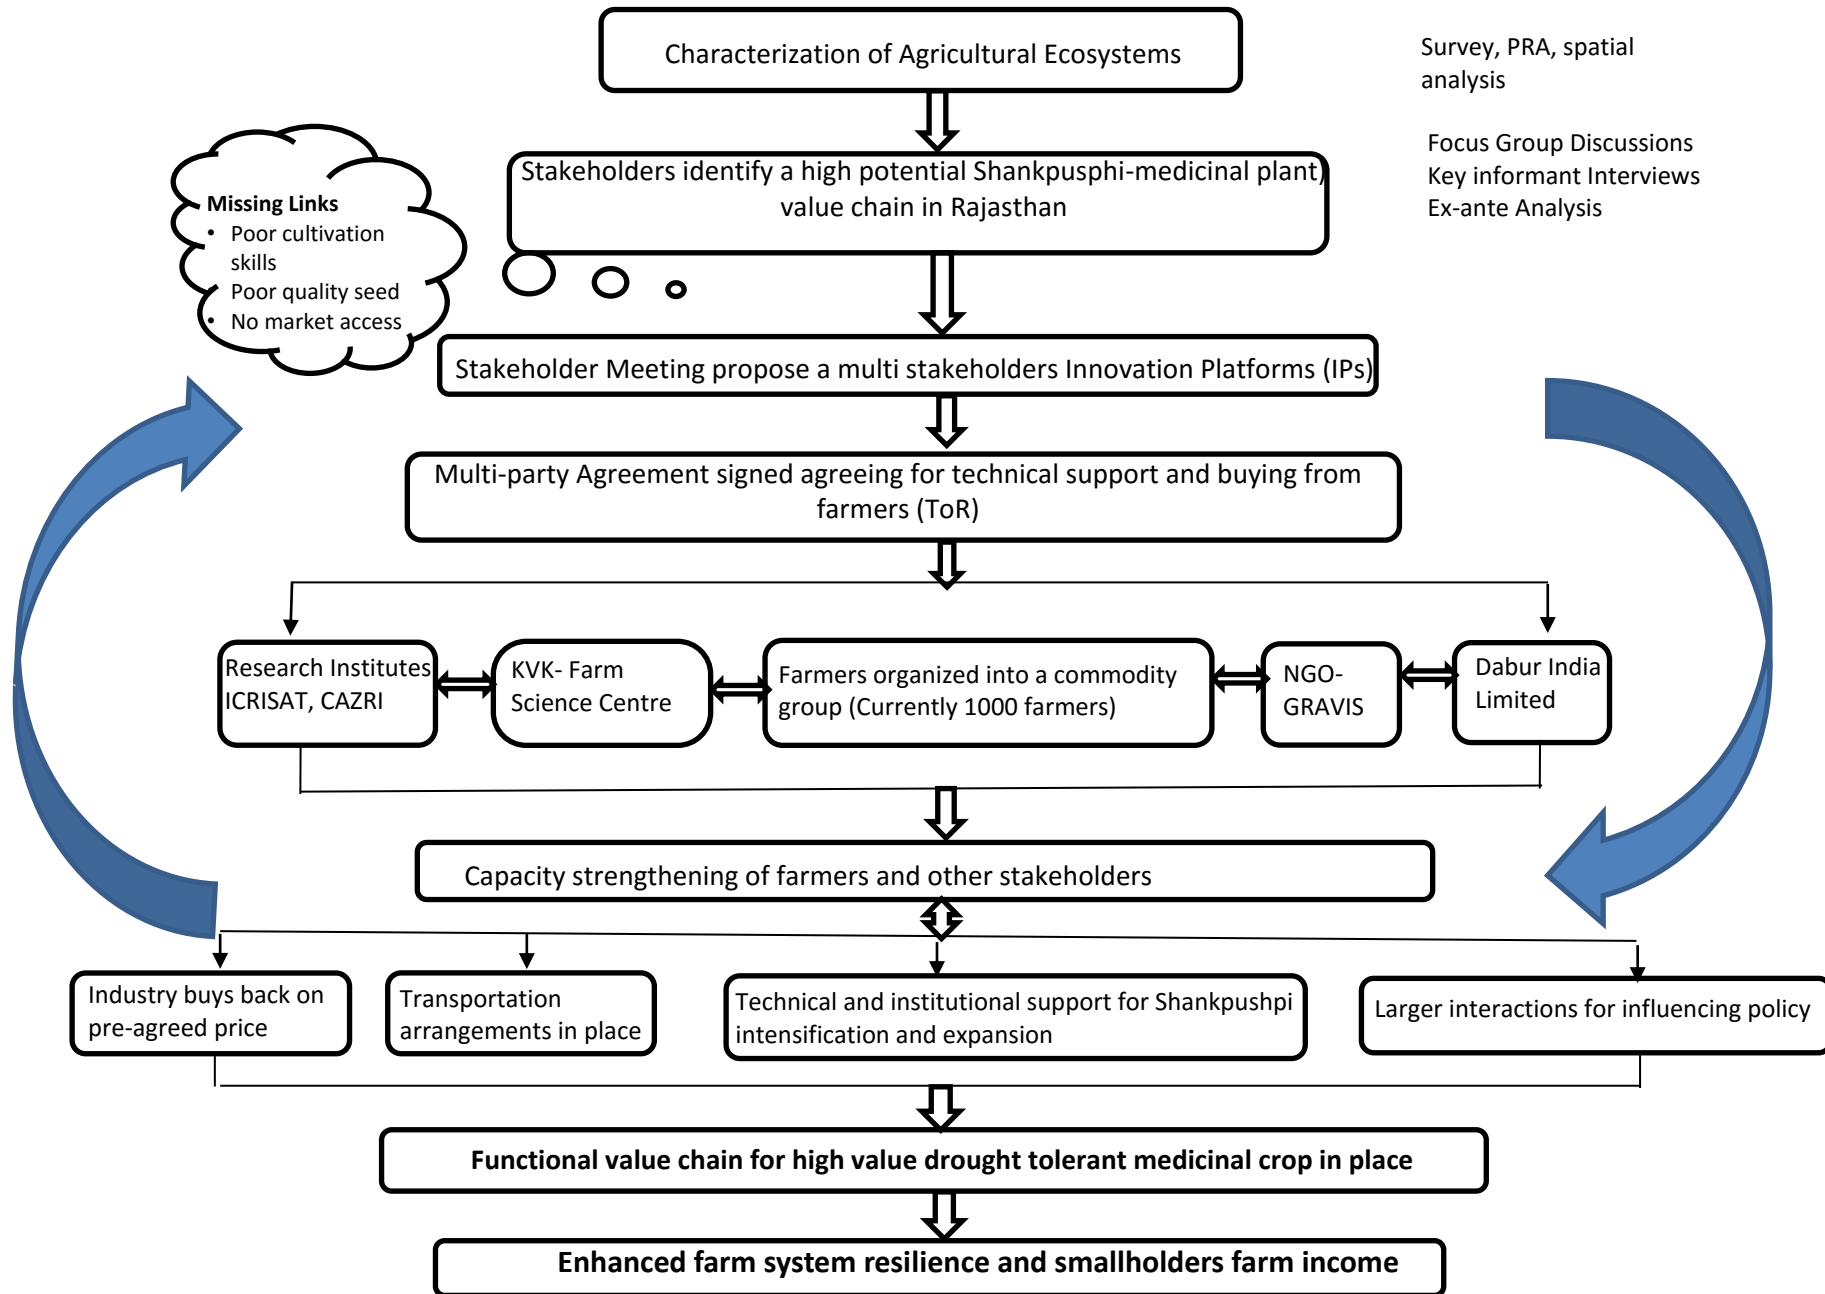 Characterization of Agricultural Ecosystems
Survey, PRA, spatial
analysis
Focus Group Discussions
Key informant Interviews
Ex-ante Analysis
Stakeholders identify a high potential Shankpusphi-medicinal plant)
value chain in Rajasthan
Missing Links
• Poor cultivation
skills
Poor quality seed
• No market access
Stakeholder Meeting propose a multi stakeholders Innovation Platforms (IPs)
Multi-party Agreement signed agreeing for technical support and buying from
farmers (ToR)
Research Institutes
ICRISAT, CAZRI
KVK- Farm
Science Centre
Farmers organized into a commodity
group (Currently 1000 farmers)
NGO-
GRAVIS
Dabur India
Limited
Capacity strengthening of farmers and other stakeholders
Industry buys back on
pre-agreed price
Transportation
arrangements in place
Technical and institutional support for Shankpushpi
intensification and expansion
Larger interactions for influencing policy
Functional value chain for high value drought tolerant medicinal crop in place
Enhanced farm system resilience and smallholders farm income